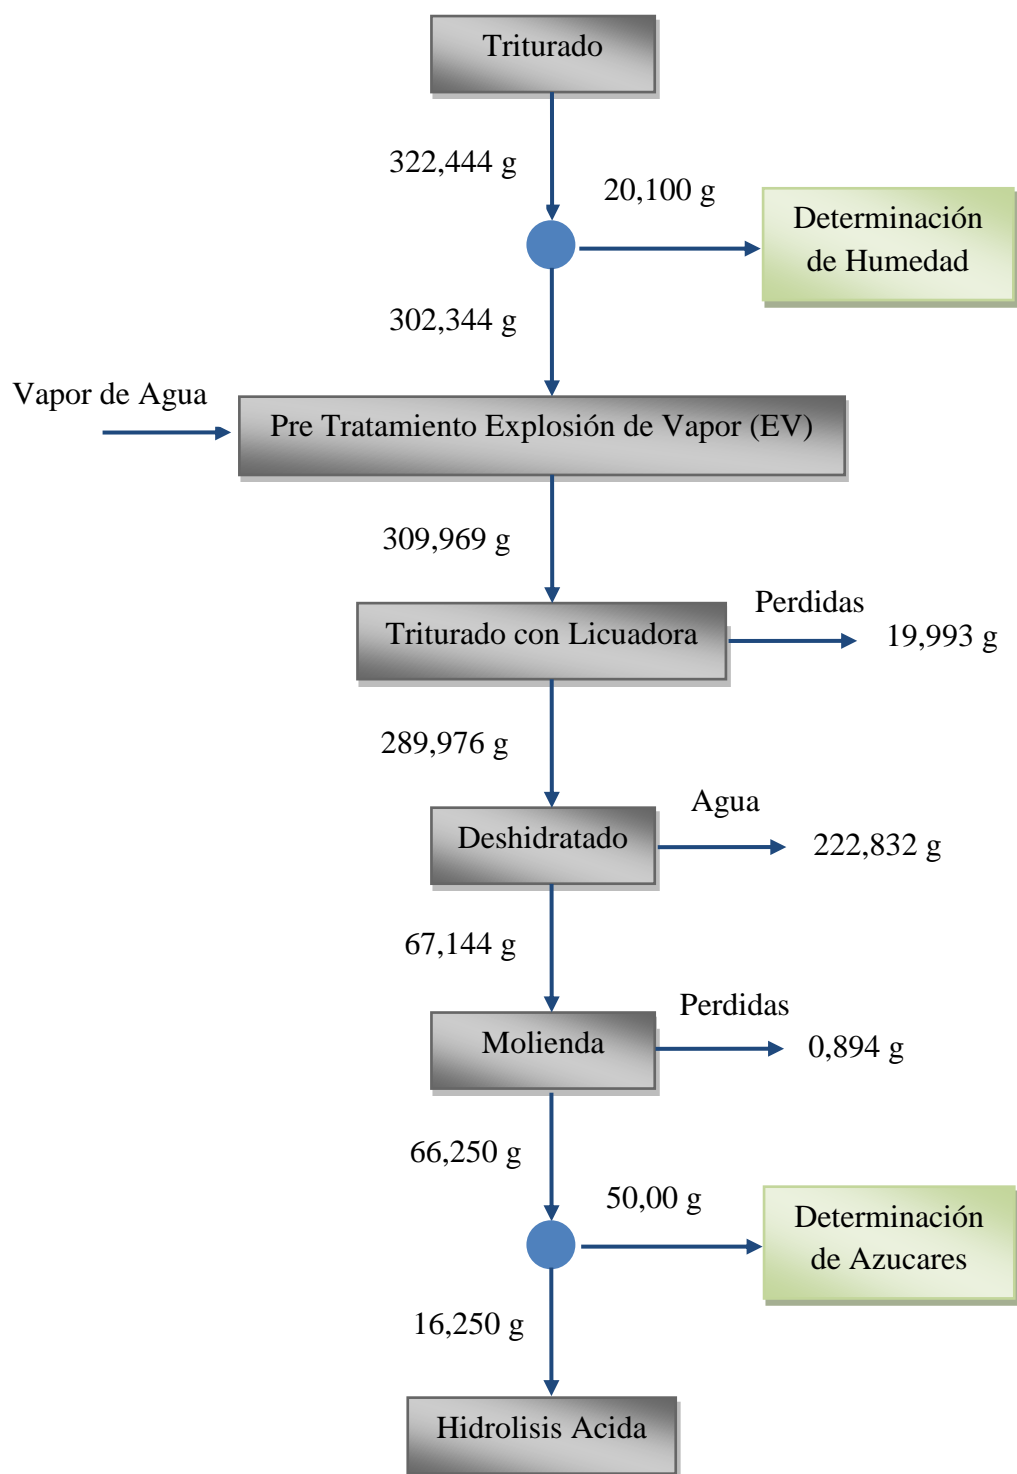 Triturado
322,444 g
20,100 g
Determinación
de Humedad
302,344 g
Vapor de Agua
Pre Tratamiento Explosión de Vapor (EV)
309,969 g
Perdidas
Triturado con Licuadora
19,993 g
289,976 g
Agua
Deshidratado
222,832 g
67,144 g
Perdidas
Molienda
0,894 g
66,250 g
50,00 g
Determinación
de Azucares
16,250 g
Hidrolisis Acida